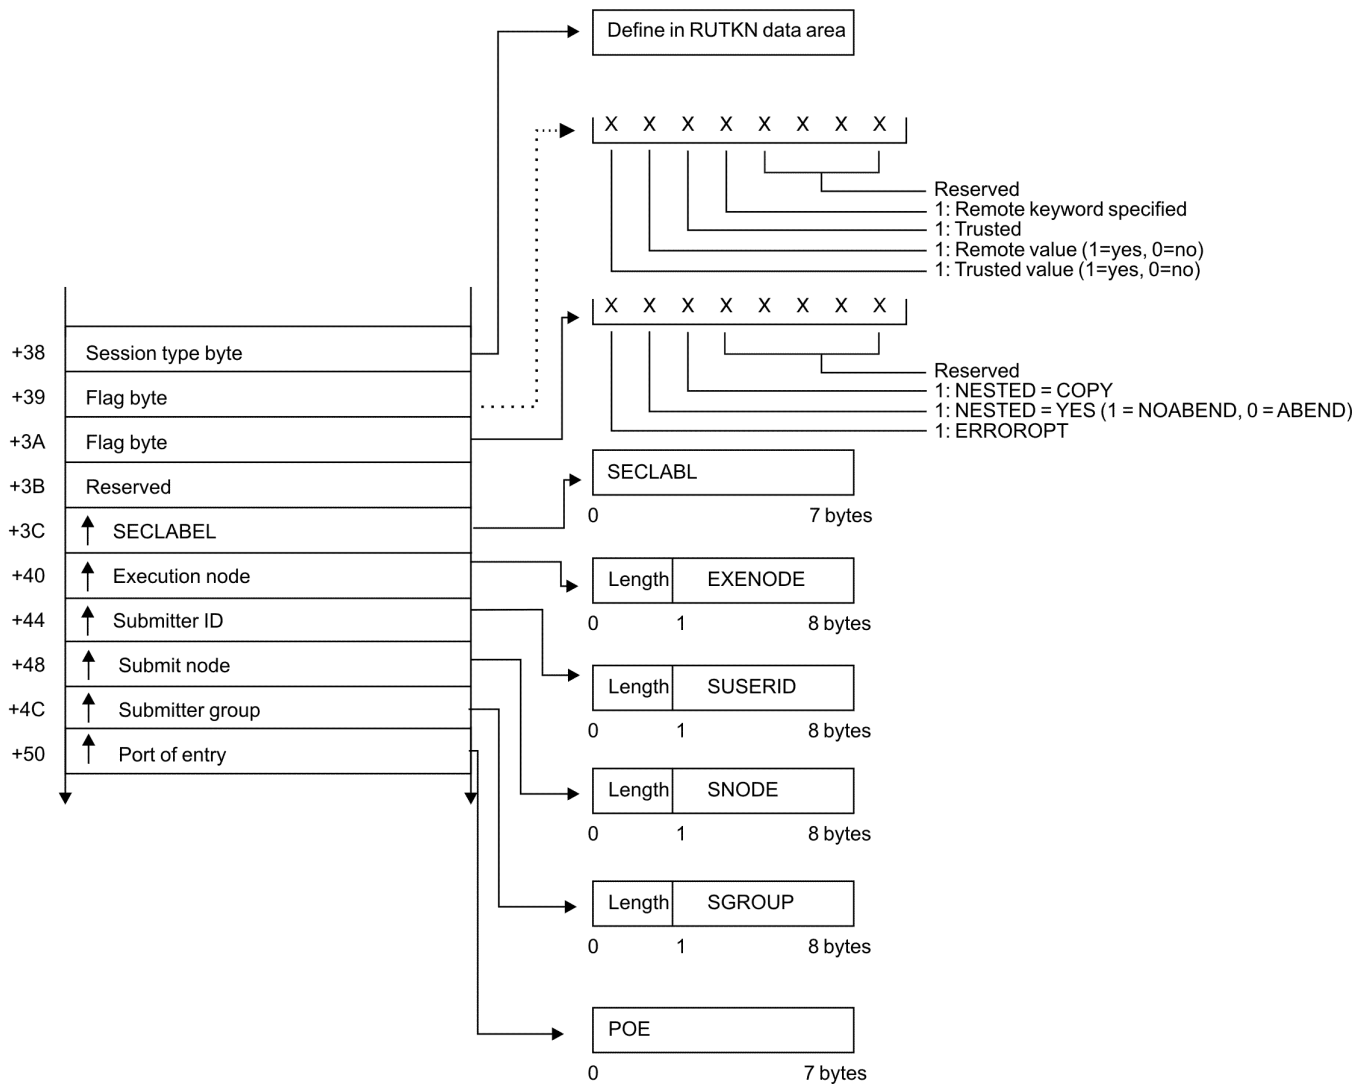 Define in RUTKN data area
X X X X X X X X
Reserved
1: Remote keyword specified
1: Trusted
1: Remote value (1=yes, 0=no)
1: Trusted value (1=yes, 0=no)
X X X X X X X X
Reserved
1: NESTED = COPY
1: NESTED = YES (1 = NOABEND, 0 = ABEND)
1: ERROROPT
+38 Session type byte
+39 Flag byte
+3A Flag byte
+3B Reserved
+3C SECLABEL
+40 Execution node
+44 Submitter ID
+48 Submit node
+4C Submitter group
+50 Port of entry
SECLABL
0 7 bytes
Length EXENODE
0 1 8 bytes
Length SUSERID
0 1 8 bytes
Length SNODE
0 1 8 bytes
Length SGROUP
0 1 8 bytes
POE
0 7 bytes